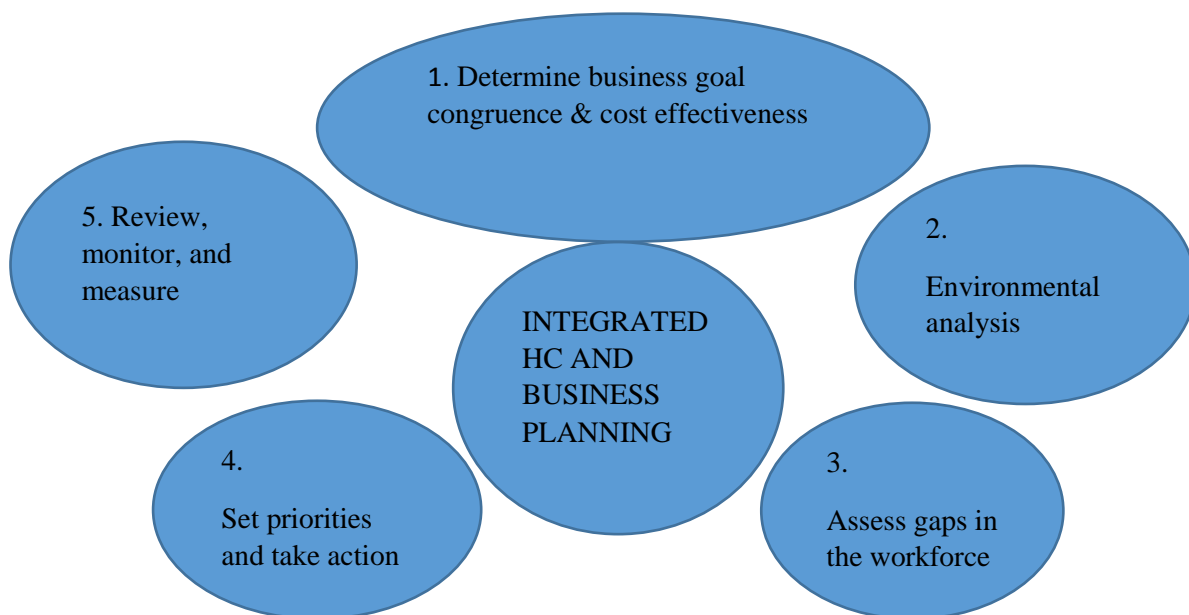 1. Determine business goal
congruence & cost effectiveness
2.
Environmental
analysis
3.
Assess gaps in
the workforce
4.
Set priorities
and take action
5. Review,
monitor, and
measure
INTEGRATED
HC AND
BUSINESS
PLANNING